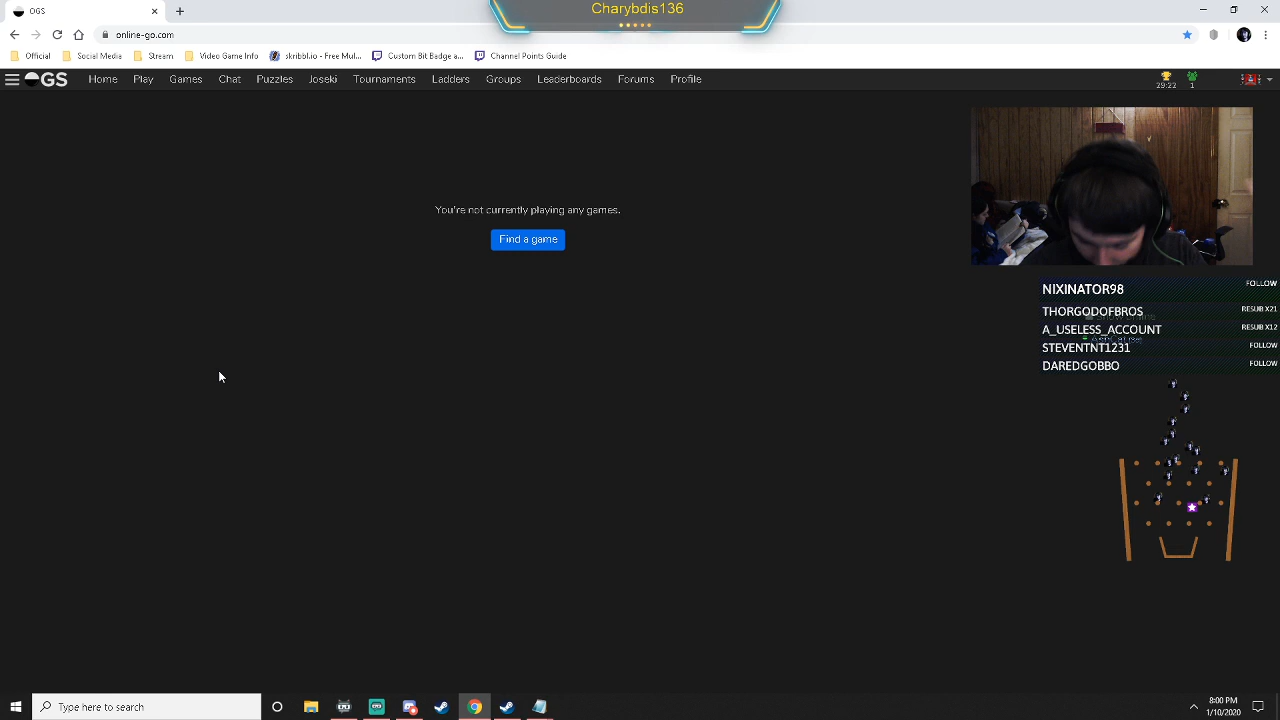 Charybdis136
OGS
online-go.com
Official Social Media Stream Video Game Info skribbl.io - Free Mul... Custom Bit Badge a... Channel Points Guide
OGS Home Play Games Chat Puzzles Joseki Tournaments Ladders Groups Leaderboards Forums Profile
29:22 1
You're not currently playing any games.
Find a game
NIXINATOR98 FOLLOW
THORGODOFBROS RESUB X21
A_USELESS_ACCOUNT RESUB X12
STEVENTNT1231 FOLLOW
DAREDGOBBO FOLLOW
Type here to search
8:00 PM
1/10/2020